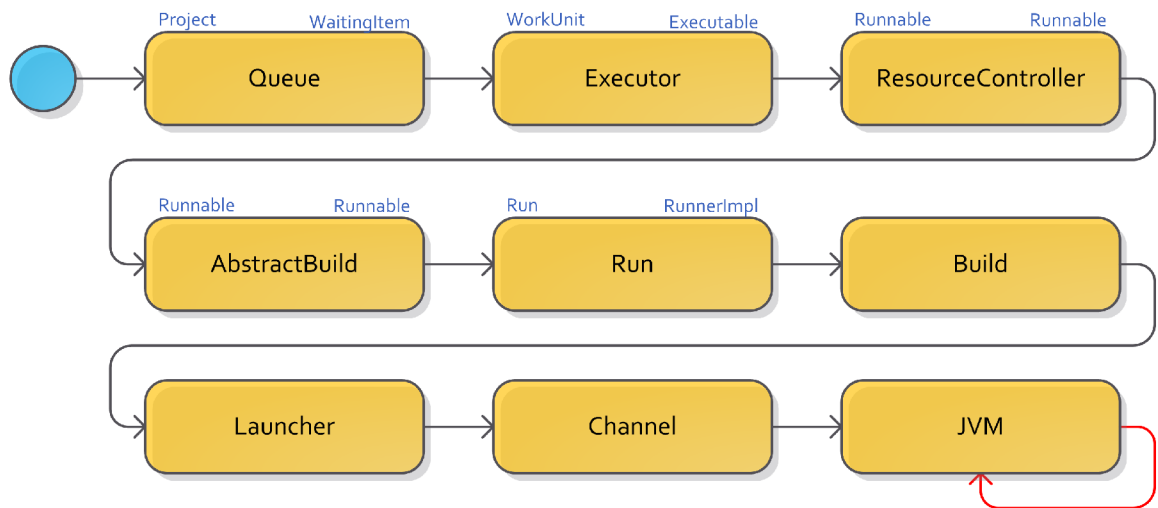 Project WaitingItem WorkUnit Executable Runnable Runnable
Queue Executor ResourceController
Runnable Runnable Run RunnerImpl
AbstractBuild Run Build
Launcher Channel JVM